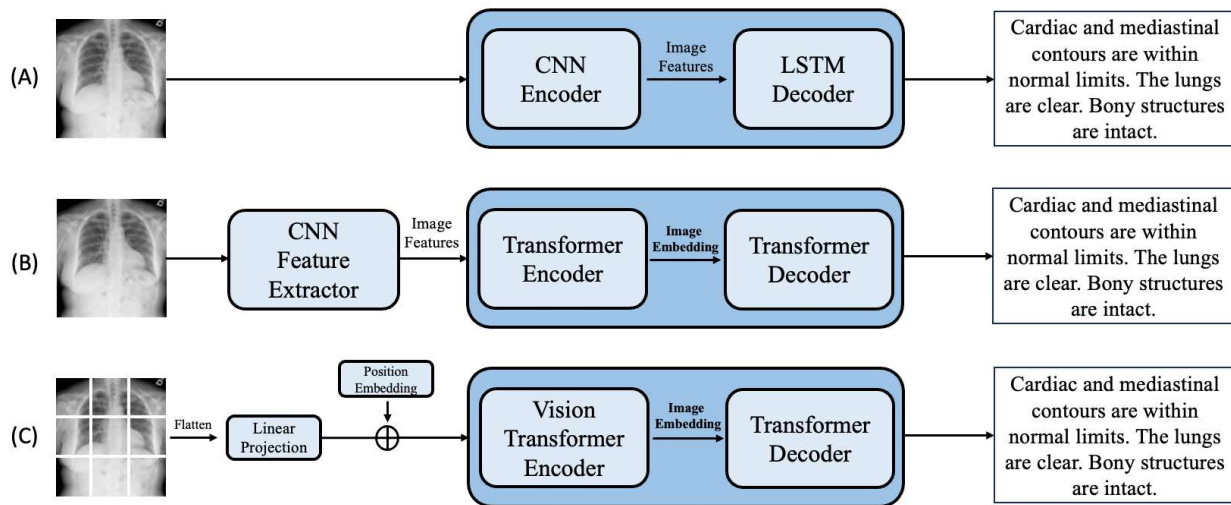 (A)
CNN
Encoder
Image
Features
LSTM
Decoder
Cardiac and mediastinal
contours are within
normal limits. The lungs
are clear. Bony structures
are intact.
(B)
CNN
Feature
Extractor
Image
Features
Transformer
Encoder
Image
Embedding
Transformer
Decoder
Cardiac and mediastinal
contours are within
normal limits. The lungs
are clear. Bony structures
are intact.
(C)
Flatten
Linear
Projection
Position
Embedding
Vision
Transformer
Encoder
Image
Embedding
Transformer
Decoder
Cardiac and mediastinal
contours are within
normal limits. The lungs
are clear. Bony structures
are intact.